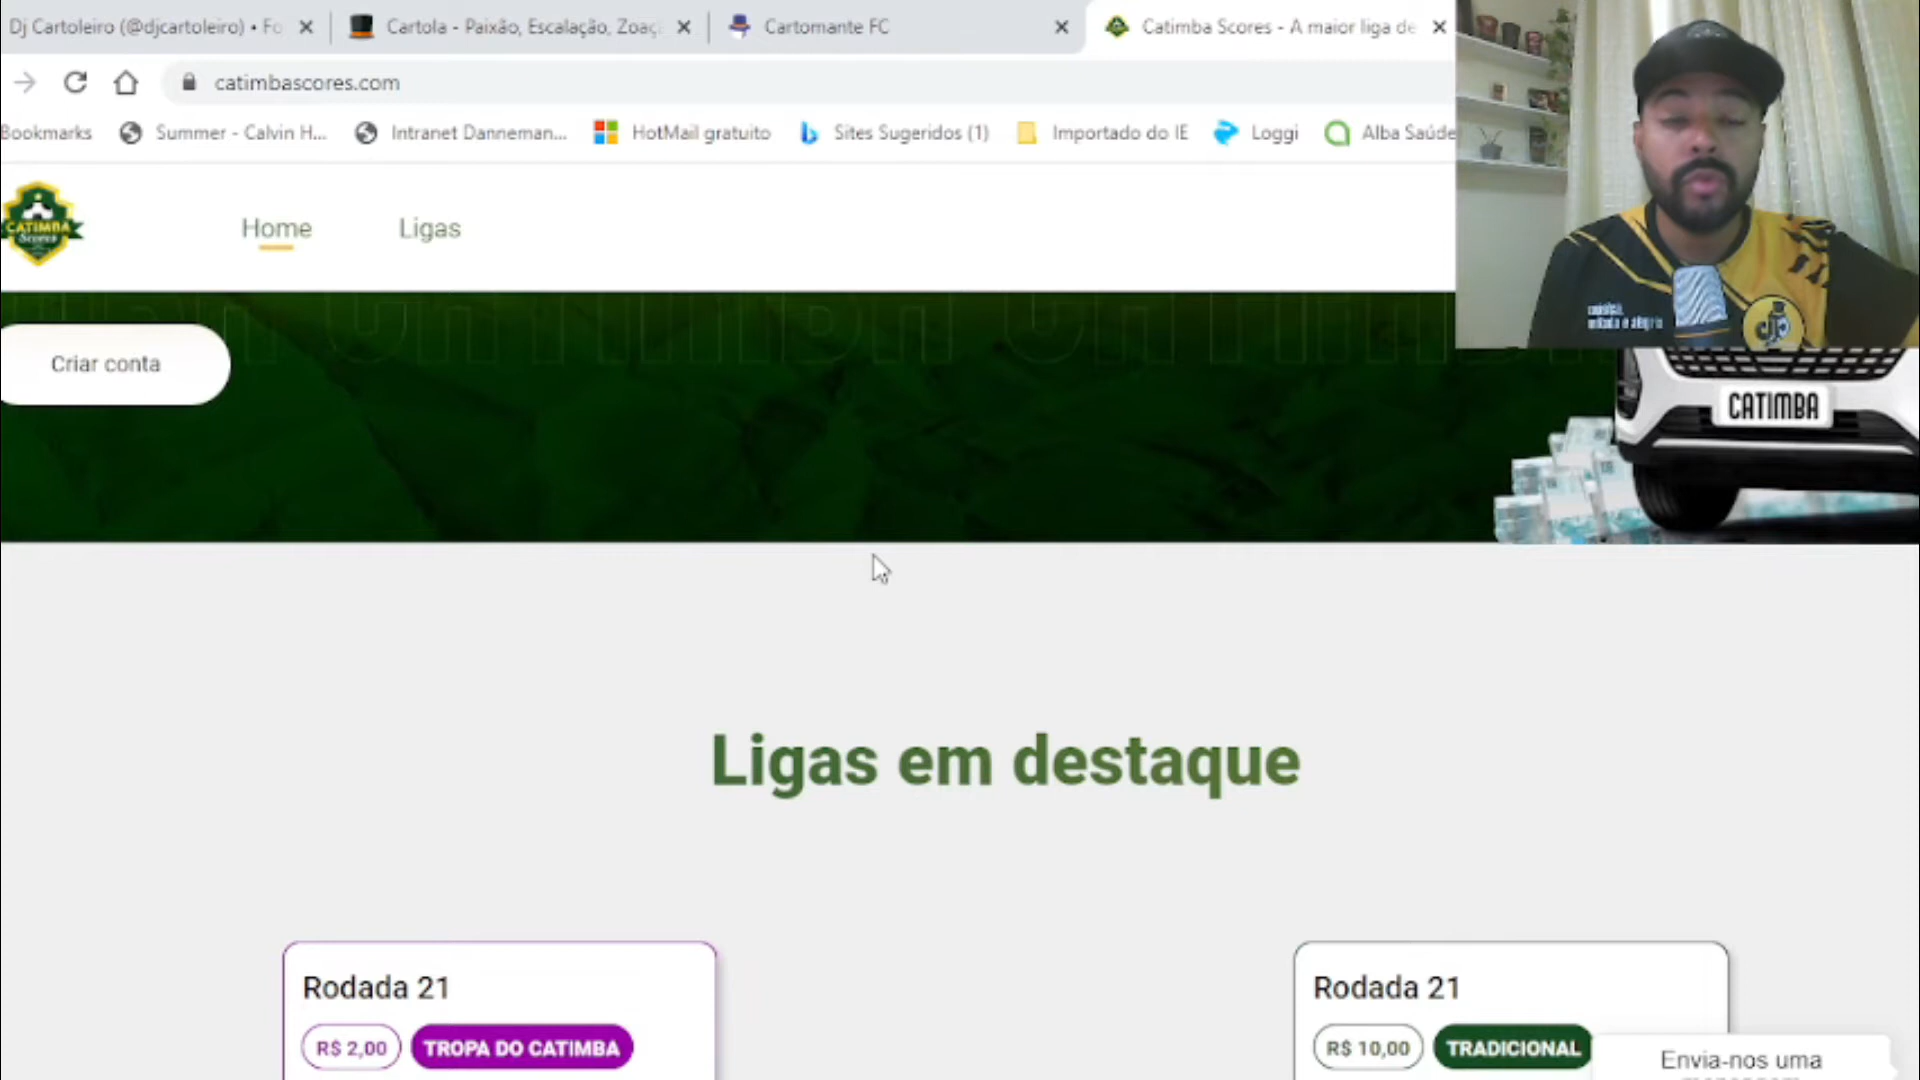 Dj Cartoleiro (@djcartoleiro) • Fo
Cartola - Paixão, Escalação, Zoaç
Cartomante FC
Catimba Scores - A maior liga de
catimbascores.com
Bookmarks
Summer - Calvin H...
Intranet Danneman...
HotMail gratuito
Sites Sugeridos (1)
Importado do IE
Loggi
Alba Saúde
CATIMBA
Scores
Home
Ligas
Criar conta
CATIMBA
Ligas em destaque
Rodada 21
R$ 2,00
TROPA DO CATIMBA
Rodada 21
R$ 10,00
TRADICIONAL
Envia-nos uma